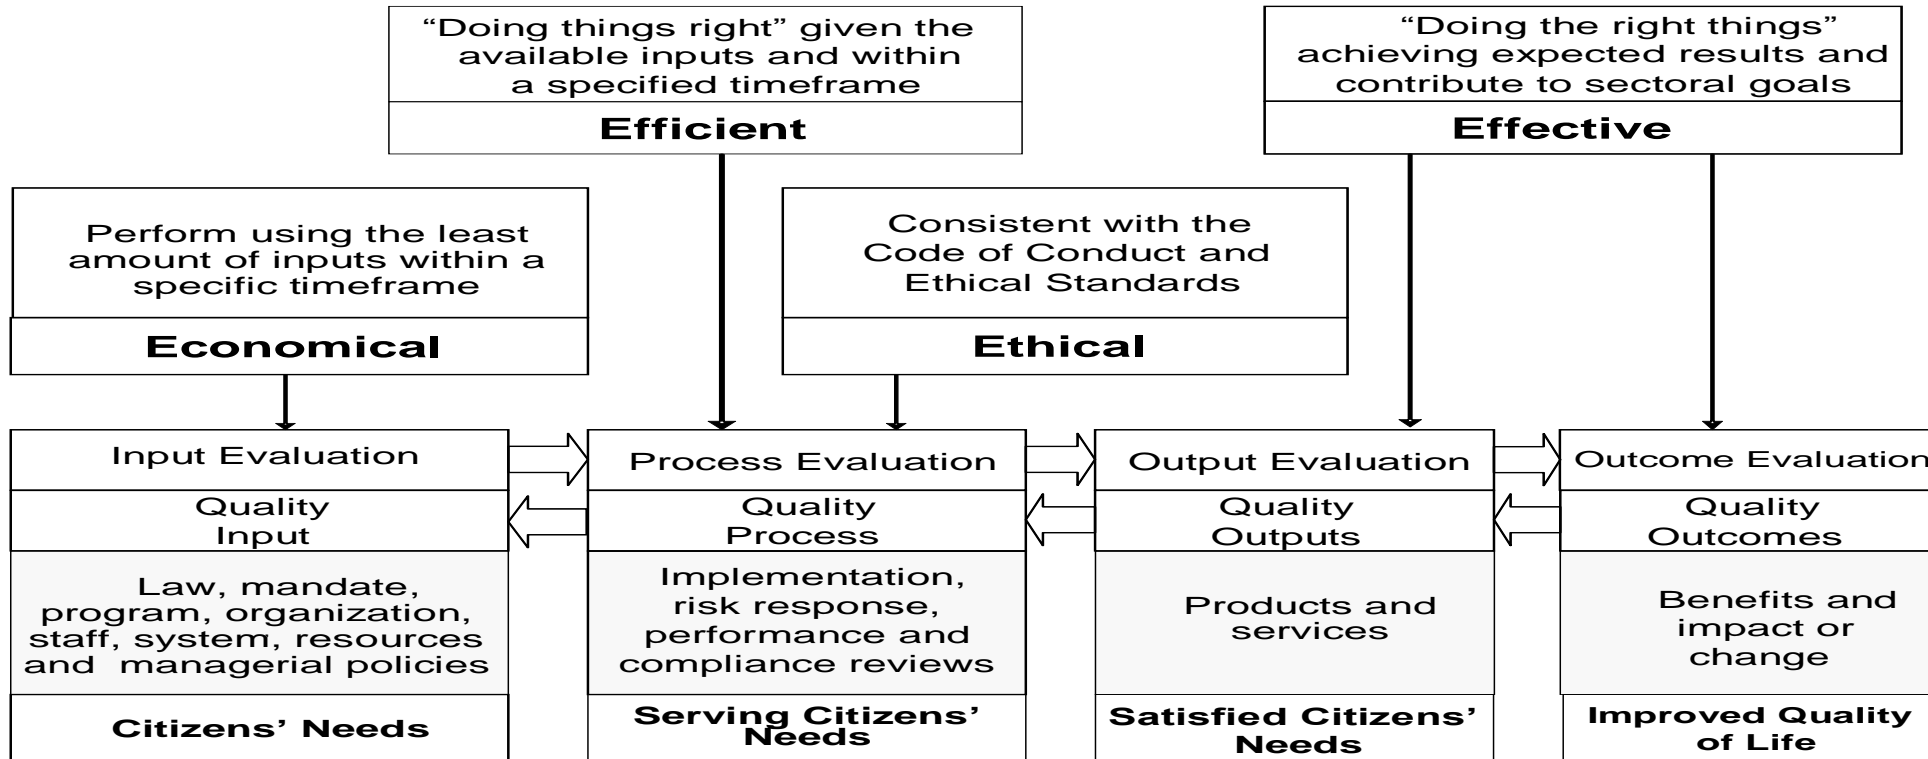 “Doing things right” given the
available inputs and within
a specified timeframe
Efficient
“Doing the right things”
achieving expected results and
contribute to sectoral goals
Effective
Perform using the least
amount of inputs within a
specific timeframe
Economical
Consistent with the
Code of Conduct and
Ethical Standards
Ethical
Input Evaluation
Quality
Input
Law, mandate,
program, organization,
staff, system, resources
and managerial policies
Citizens’ Needs
Process Evaluation
Quality
Process
Implementation,
risk response,
performance and
compliance reviews
Serving Citizens’
Needs
Output Evaluation
Quality
Outputs
Products and
services
Satisfied Citizens’
Needs
Outcome Evaluation
Quality
Outcomes
Benefits and
impact or
change
Improved Quality
of Life